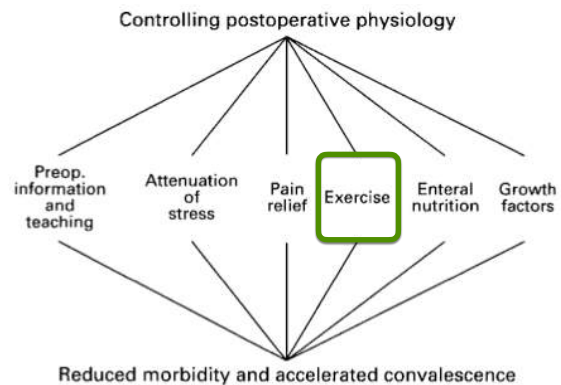 Controlling postoperative physiology
Preop.
information
and
teaching
Attenuation
of
stress
Pain
relief
Exercise
Enteral
nutrition
Growth
factors
Reduced morbidity and accelerated convalescence